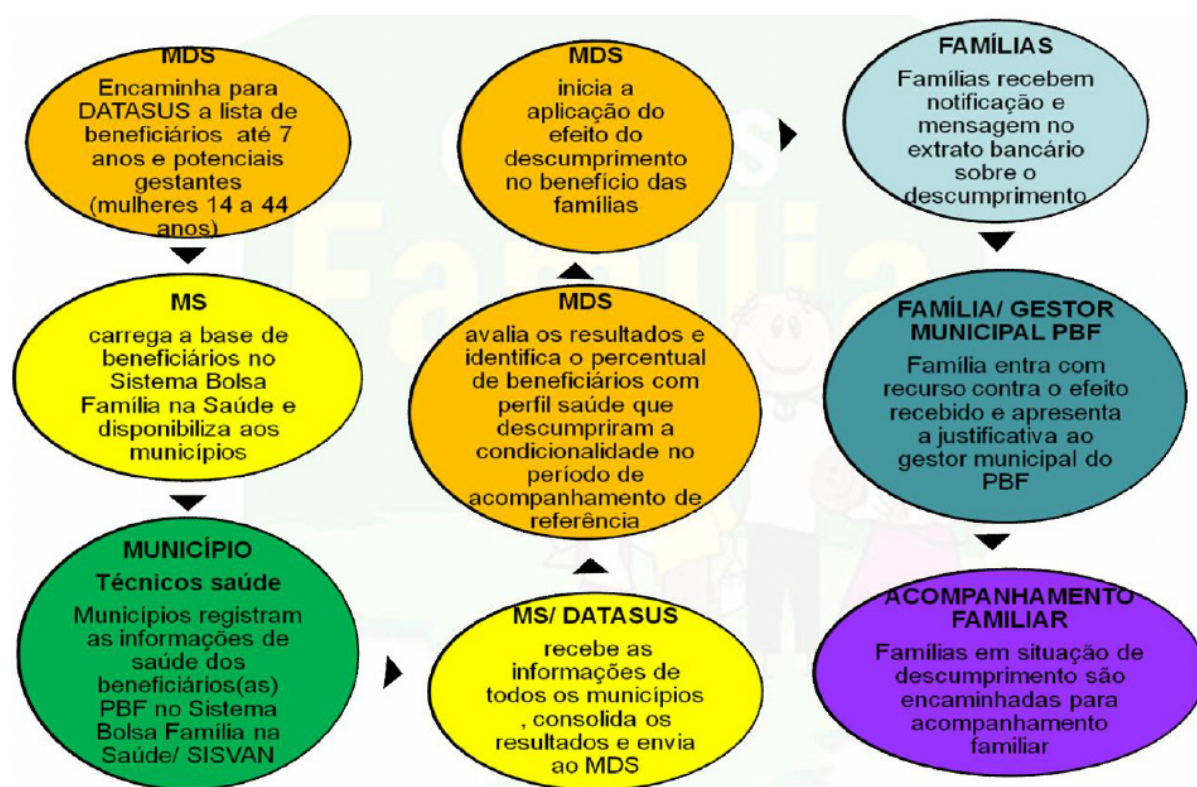 MDS
Encaminha para
DATASUS a lista de
beneficiários até 7
anos e potenciais
gestantes
(mulheres 14 a 44
anos)
MS
carrega a base de
beneficiários no
Sistema Bolsa
Família na Saúde e
disponibiliza aos
municípios
MUNICÍPIO
Técnicos saúde
Municípios registram
as informações de
saúde dos
beneficiários(as)
PBF no Sistema
Bolsa Família na
Saúde/ SISVAN
MS/ DATASUS
recebe as
informações de
todos os municípios
, consolida os
resultados e envia
ao MDS
MDS
avalia os resultados e
identifica o percentual
de beneficiários com
perfil saúde que
descumpriram a
condicionalidade no
período de
acompanhamento de
referência
MDS
inicia a
aplicação do
efeito do
descumprimento
no benefício das
famílias
FAMÍLIAS
Famílias recebem
notificação e
mensagem no
extrato bancário
sobre o
descumprimento
FAMÍLIA/ GESTOR
MUNICIPAL PBF
Família entra com
recurso contra o efeito
recebido e apresenta
a justificativa ao
gestor municipal do
PBF
ACOMPANHAMENTO
FAMILIAR
Famílias em situação de
descumprimento são
encaminhadas para
acompanhamento
familiar
Família